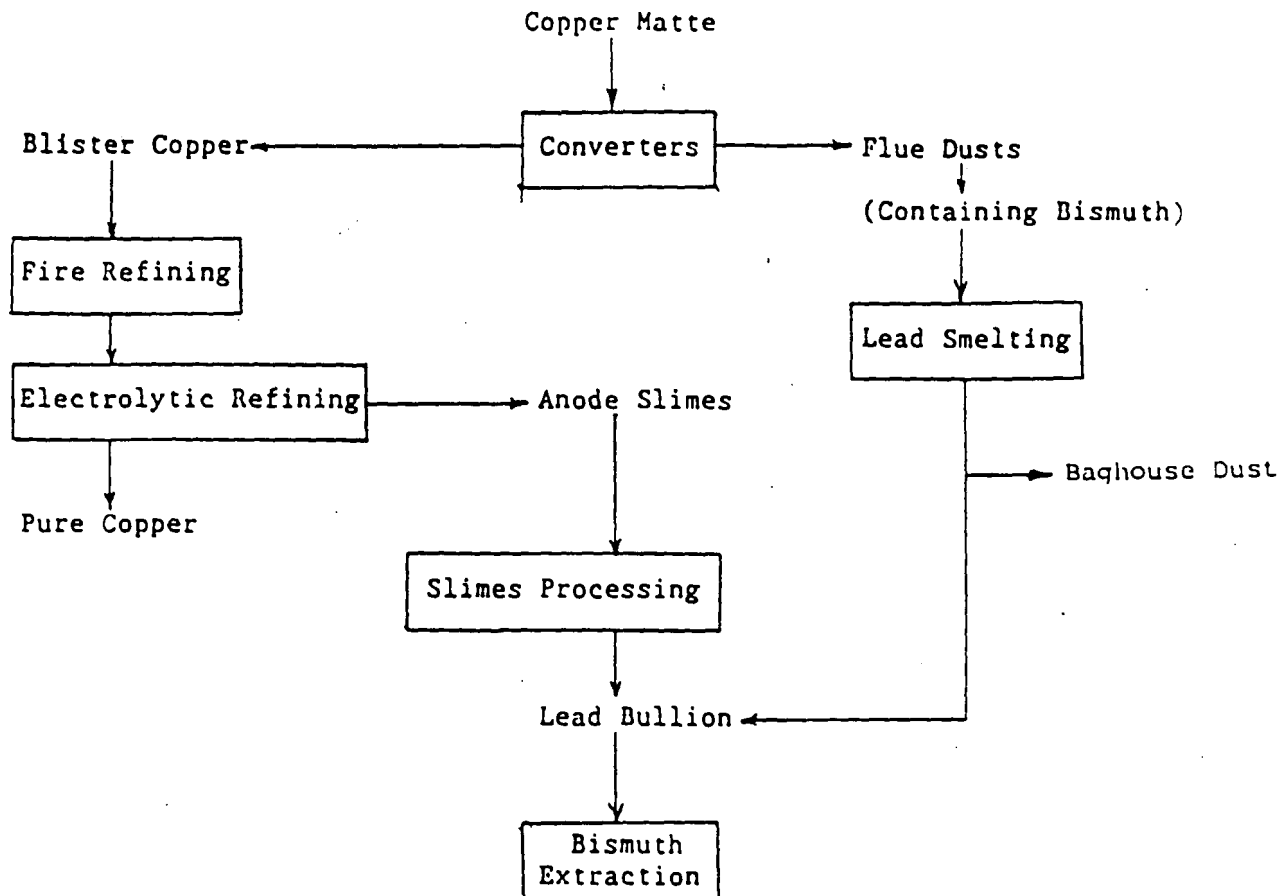 Copper Matte
Blister Copper
Converters
Flue Dusts
(Containing Bismuth)
Fire Refining
Lead Smelting
Electrolytic Refining
Anode Slimes
Baghouse Dust
Pure Copper
Slimes Processing
Lead Bullion
Bismuth
Extraction